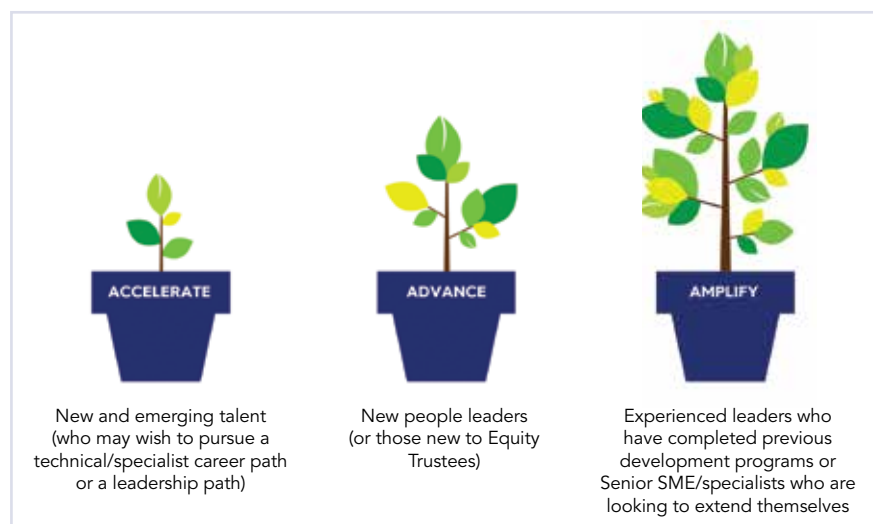 ACCELERATE
New and emerging talent
(who may wish to pursue a
technical/specialist career path
or a leadership path)
ADVANCE
New people leaders
(or those new to Equity
Trustees)
AMPLIFY
Experienced leaders who
have completed previous
development programs or
Senior SME/specialists who are
looking to extend themselves